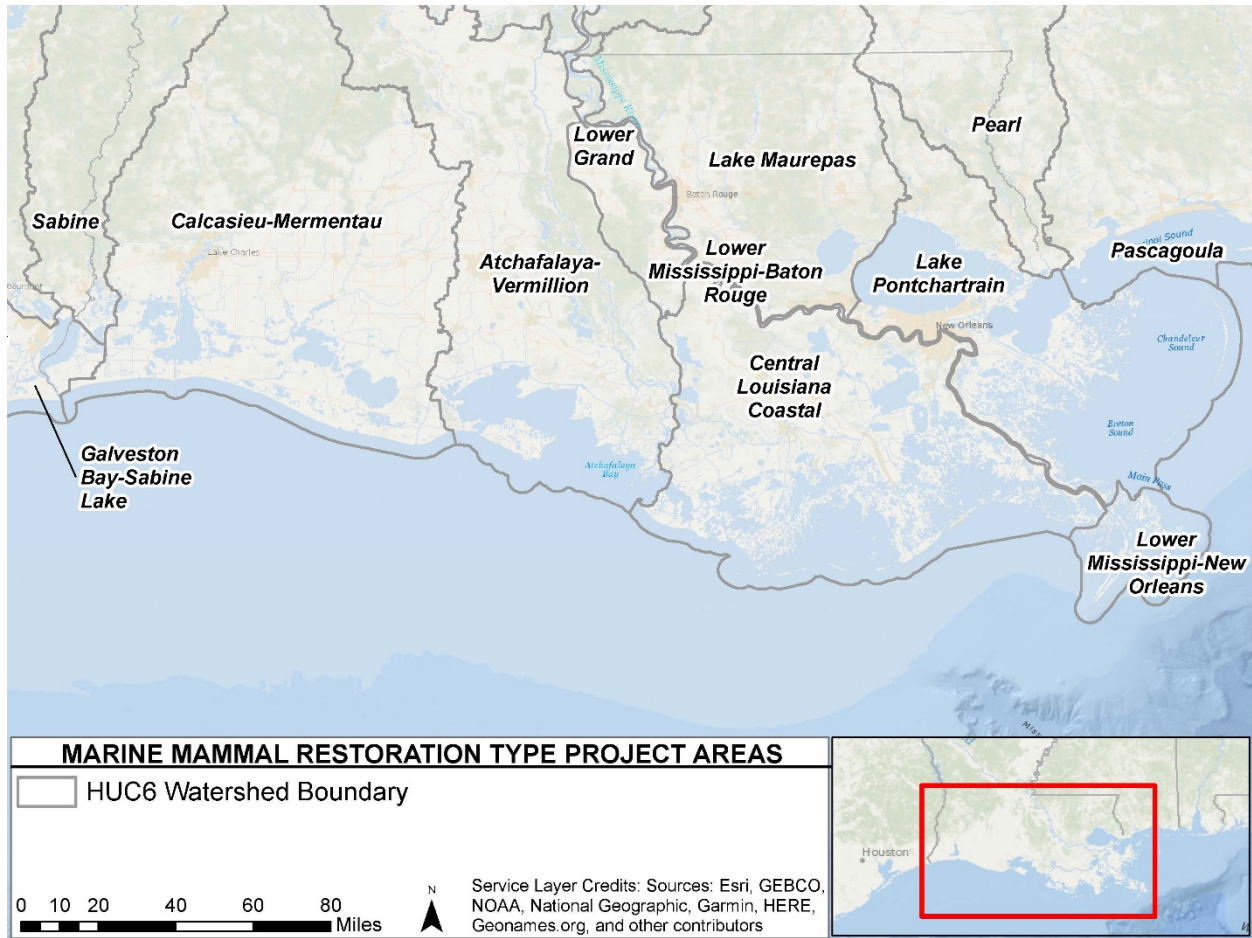 Mississippi River
Lower
Grand
Pearl
Lake Maurepas
Baton Rouge
Sabine
Calcasieu-Mermentau
Lake Charles
Atchafalaya-
Vermillion
Lower
Mississippi-Baton
Rouge
Lake
Pontchartrain
Sound
Pascagoula
New Orleans
Chandeleur
Sound
Central
Louisiana
Coastal
Breton
Sound
Galveston
Bay-Sabine
Lake
Atchafalaya
Bay
Main Pass
Lower
Mississippi-New
Orleans
MARINE MAMMAL RESTORATION TYPE PROJECT AREAS
HUC6 Watershed Boundary
0 10 20 40 60 80
Miles
N
Service Layer Credits: Sources: Esri, GEBCO,
NOAA, National Geographic, Garmin, HERE,
Geonames.org, and other contributors
Houston